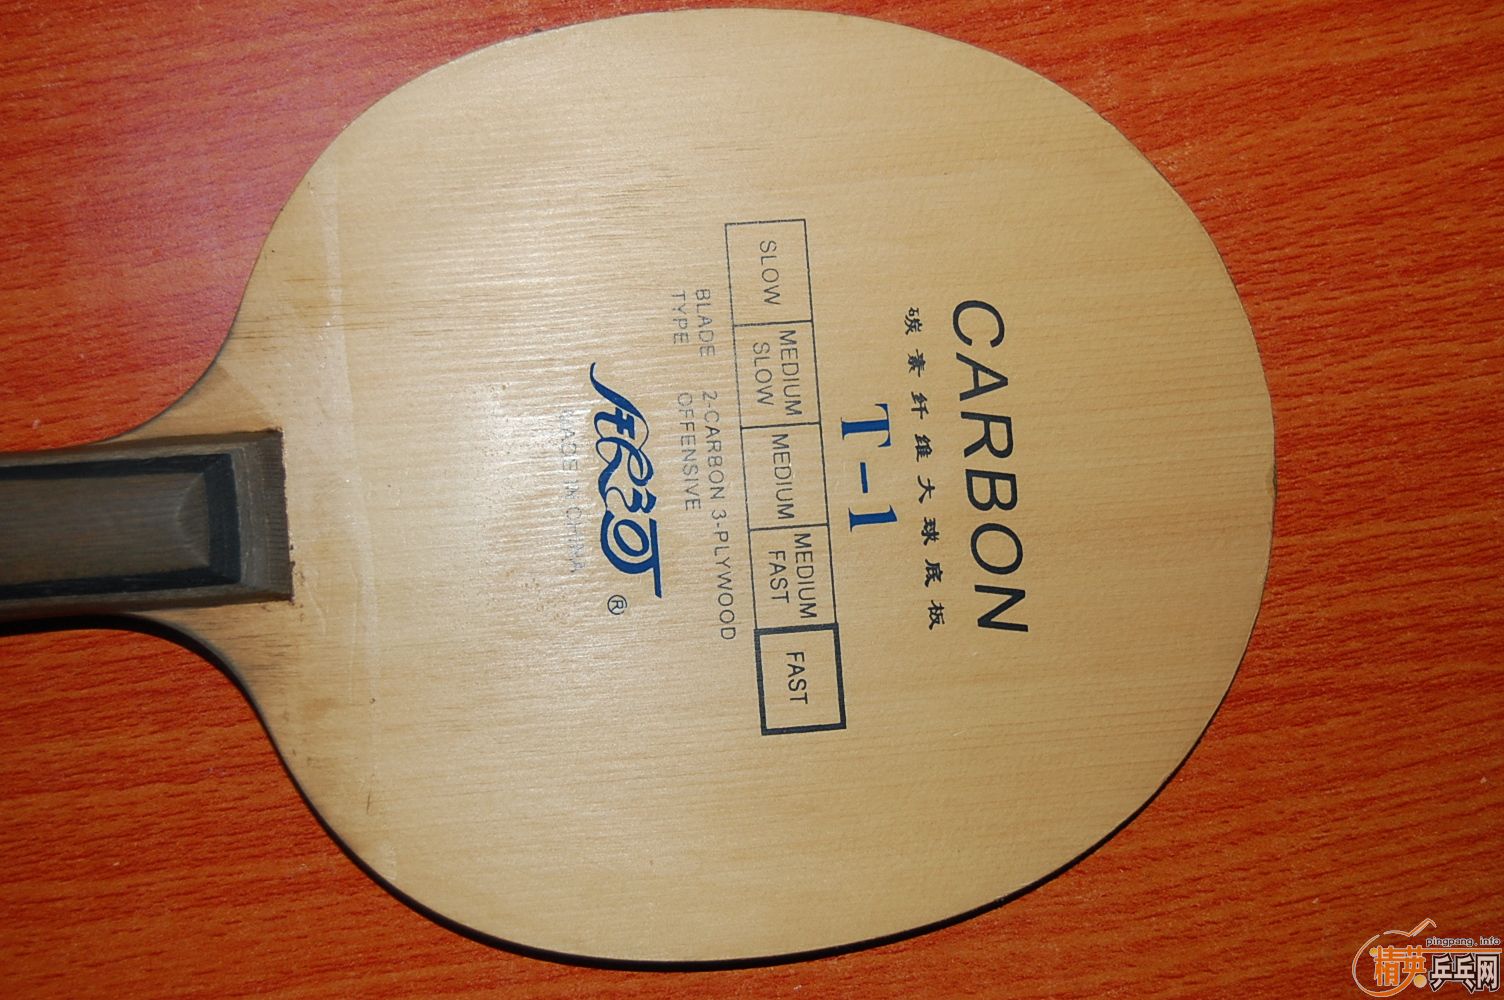 CARBON
碳素纤维大球底板
T-1
SLOW
MEDIUM SLOW
MEDIUM
MEDIUM FAST
FAST
BLADE 2-CARBON 3-PLYWOOD
TYPE OFFENSIVE
®
MADE IN CHINA
pingpang.info
精英乒乓网